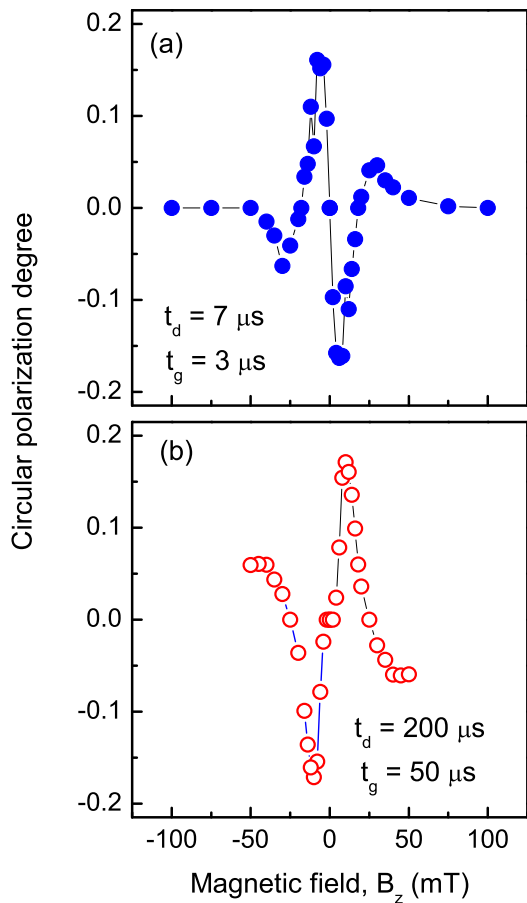 (a)
0.2
0.1
0.0
-0.1
-0.2
t_d = 7 μs
t_g = 3 μs
Circular polarization degree
(b)
0.2
0.1
0.0
-0.1
-0.2
t_d = 200 μs
t_g = 50 μs
-100 -50 0 50 100
Magnetic field, B_z (mT)